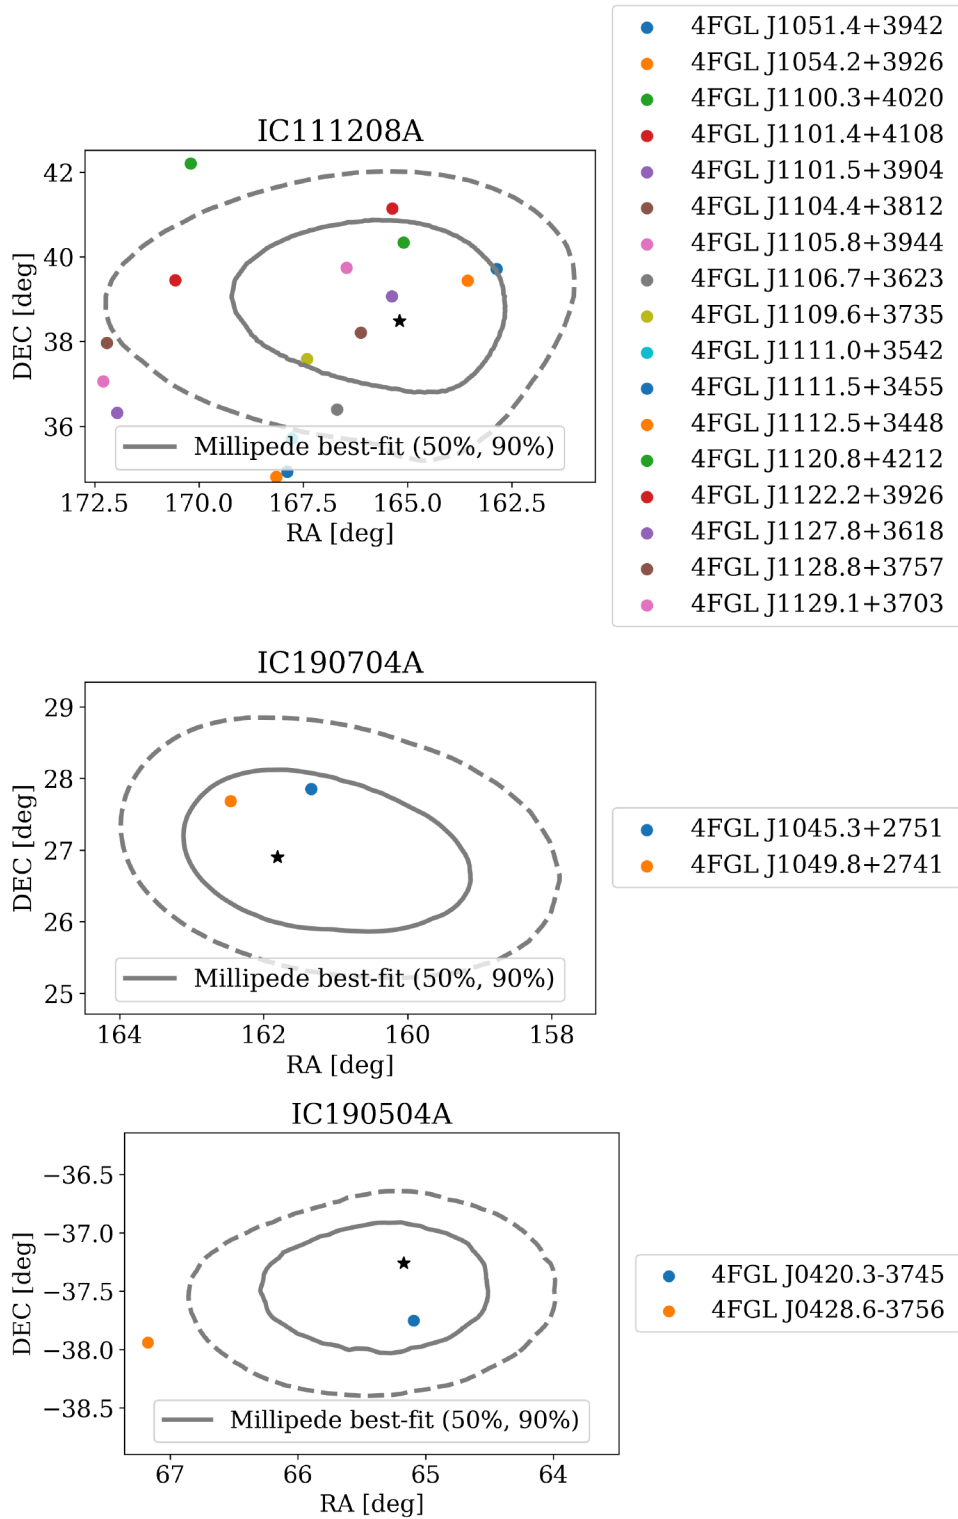 IC111208A
42
40
38
36
DEC [deg]
172.5 170.0 167.5 165.0 162.5
RA [deg]
Millipede best-fit (50%, 90%)
4FGL J1051.4+3942
4FGL J1054.2+3926
4FGL J1100.3+4020
4FGL J1101.4+4108
4FGL J1101.5+3904
4FGL J1104.4+3812
4FGL J1105.8+3944
4FGL J1106.7+3623
4FGL J1109.6+3735
4FGL J1111.0+3542
4FGL J1111.5+3455
4FGL J1112.5+3448
4FGL J1120.8+4212
4FGL J1122.2+3926
4FGL J1127.8+3618
4FGL J1128.8+3757
4FGL J1129.1+3703
IC190704A
29
28
27
26
25
DEC [deg]
164 162 160 158
RA [deg]
Millipede best-fit (50%, 90%)
4FGL J1045.3+2751
4FGL J1049.8+2741
IC190504A
−36.5
−37.0
−37.5
−38.0
−38.5
DEC [deg]
67 66 65 64
RA [deg]
Millipede best-fit (50%, 90%)
4FGL J0420.3-3745
4FGL J0428.6-3756